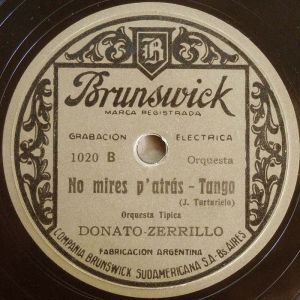 B
Brunswick
MARCA REGISTRADA
GRABACION ELECTRICA
1020 B Orquesta
No mires p'atrás - Tango
(J. Tarturielo)
Orquesta Típica
DONATO-ZERRILLO
FABRICACION ARGENTINA
COMPAÑIA BRUNSWICK SUDAMERICANA S.A. - Bs. AIRES